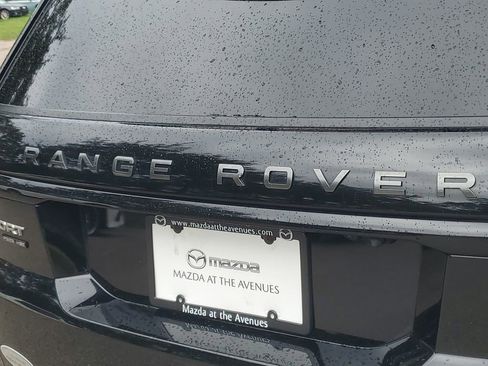 RANGE ROVER
www.mazdaattheavenues.com
mazda
MAZDA AT THE AVENUES
Mazda at the Avenues